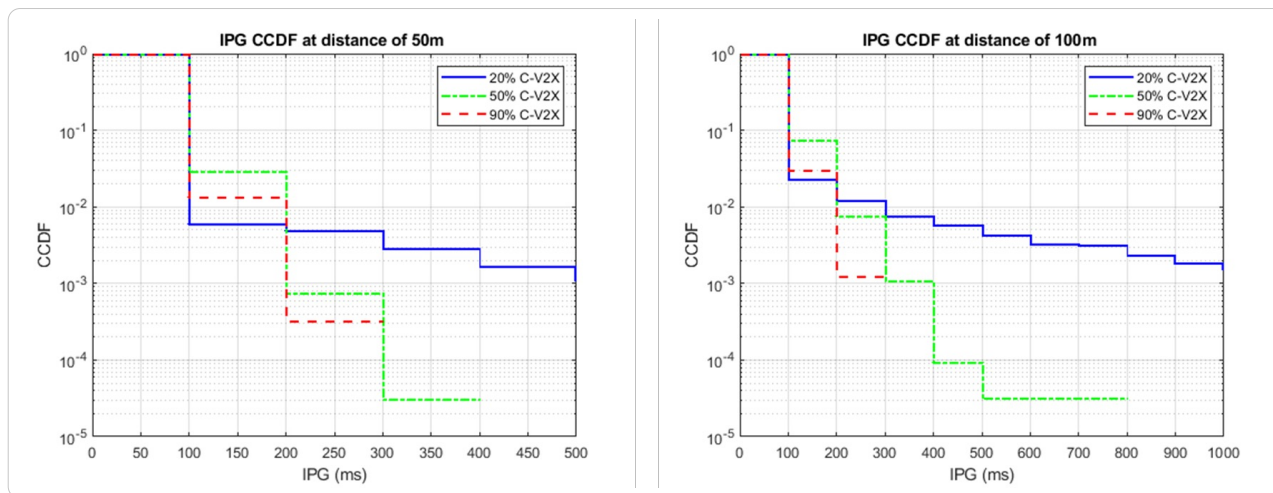 IPG CCDF at distance of 50m
10^0
10^-1
10^-2
10^-3
10^-4
10^-5
CCDF
20% C-V2X
50% C-V2X
90% C-V2X
0 50 100 150 200 250 300 350 400 450 500
IPG (ms)
IPG CCDF at distance of 100m
10^0
10^-1
10^-2
10^-3
10^-4
10^-5
CCDF
20% C-V2X
50% C-V2X
90% C-V2X
0 100 200 300 400 500 600 700 800 900 1000
IPG (ms)